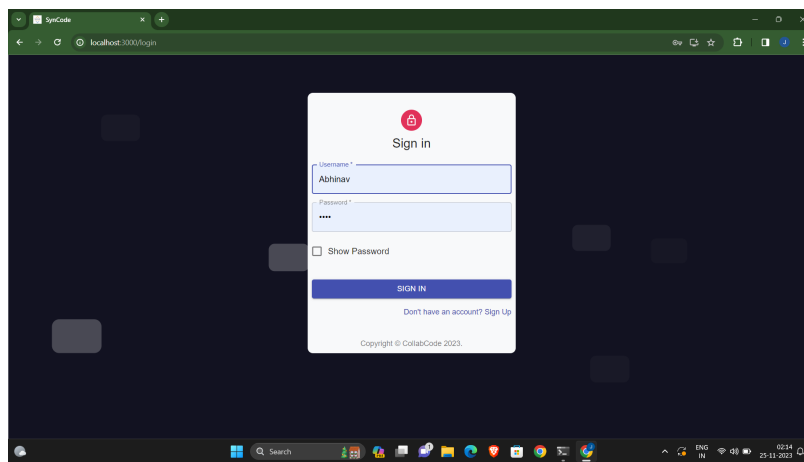 SynCode
localhost:3000/login
J
Sign in
Username *
Abhinav
Password *
••••
Show Password
SIGN IN
Don't have an account? Sign Up
Copyright © CollabCode 2023.
Search
ENG
IN
02:14
25-11-2023